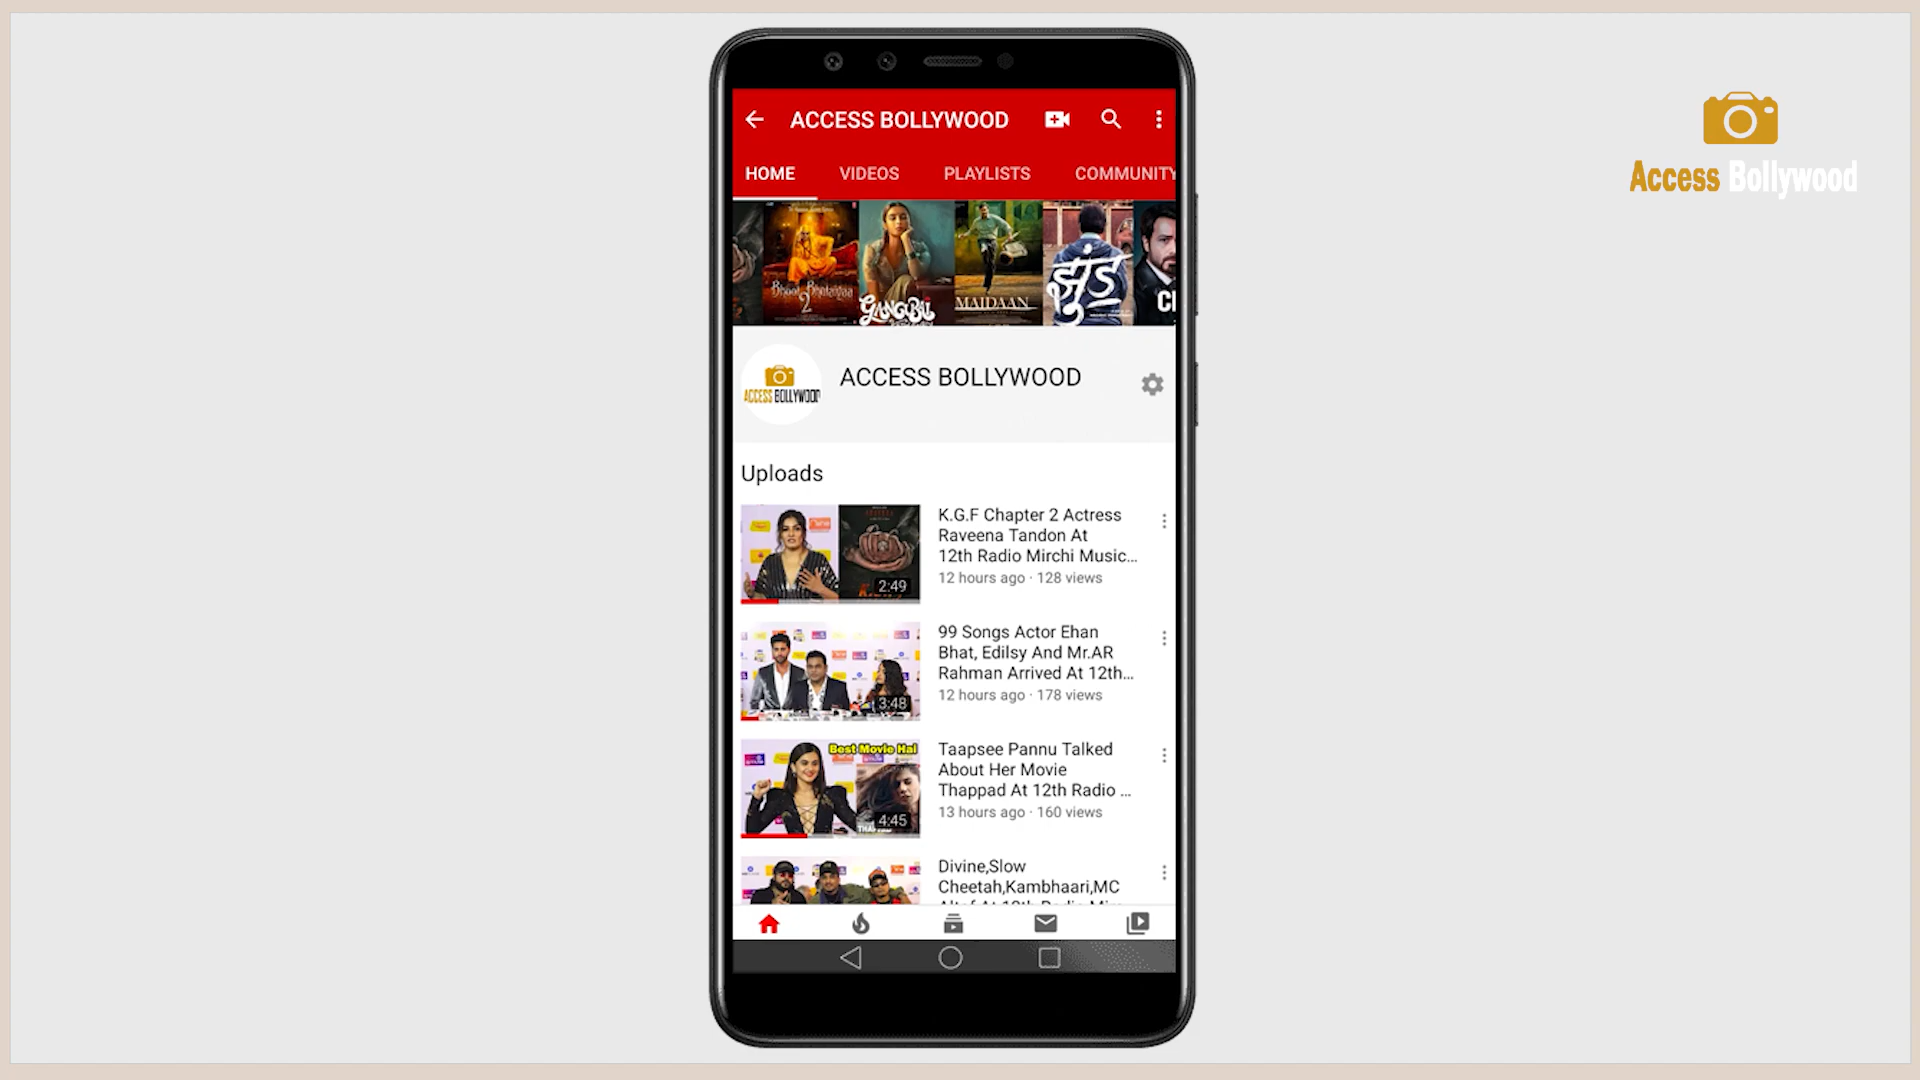 ACCESS BOLLYWOOD
HOME VIDEOS PLAYLISTS COMMUNITY
Bhool Bhulaiyaa
2
GANGUBAI
MAIDAAN
झुंड
ACCESS BOLLYWOOD
ACCESS BOLLYWOOD
Uploads
K.G.F Chapter 2 Actress
Raveena Tandon At
12th Radio Mirchi Music...
12 hours ago · 128 views
2:49
99 Songs Actor Ehan
Bhat, Edilsy And Mr.AR
Rahman Arrived At 12th...
12 hours ago · 178 views
3:48
Best Movie Hai
Taapsee Pannu Talked
About Her Movie
Thappad At 12th Radio ...
13 hours ago · 160 views
4:45
Divine,Slow
Cheetah,Kambhaari,MC
Access Bollywood